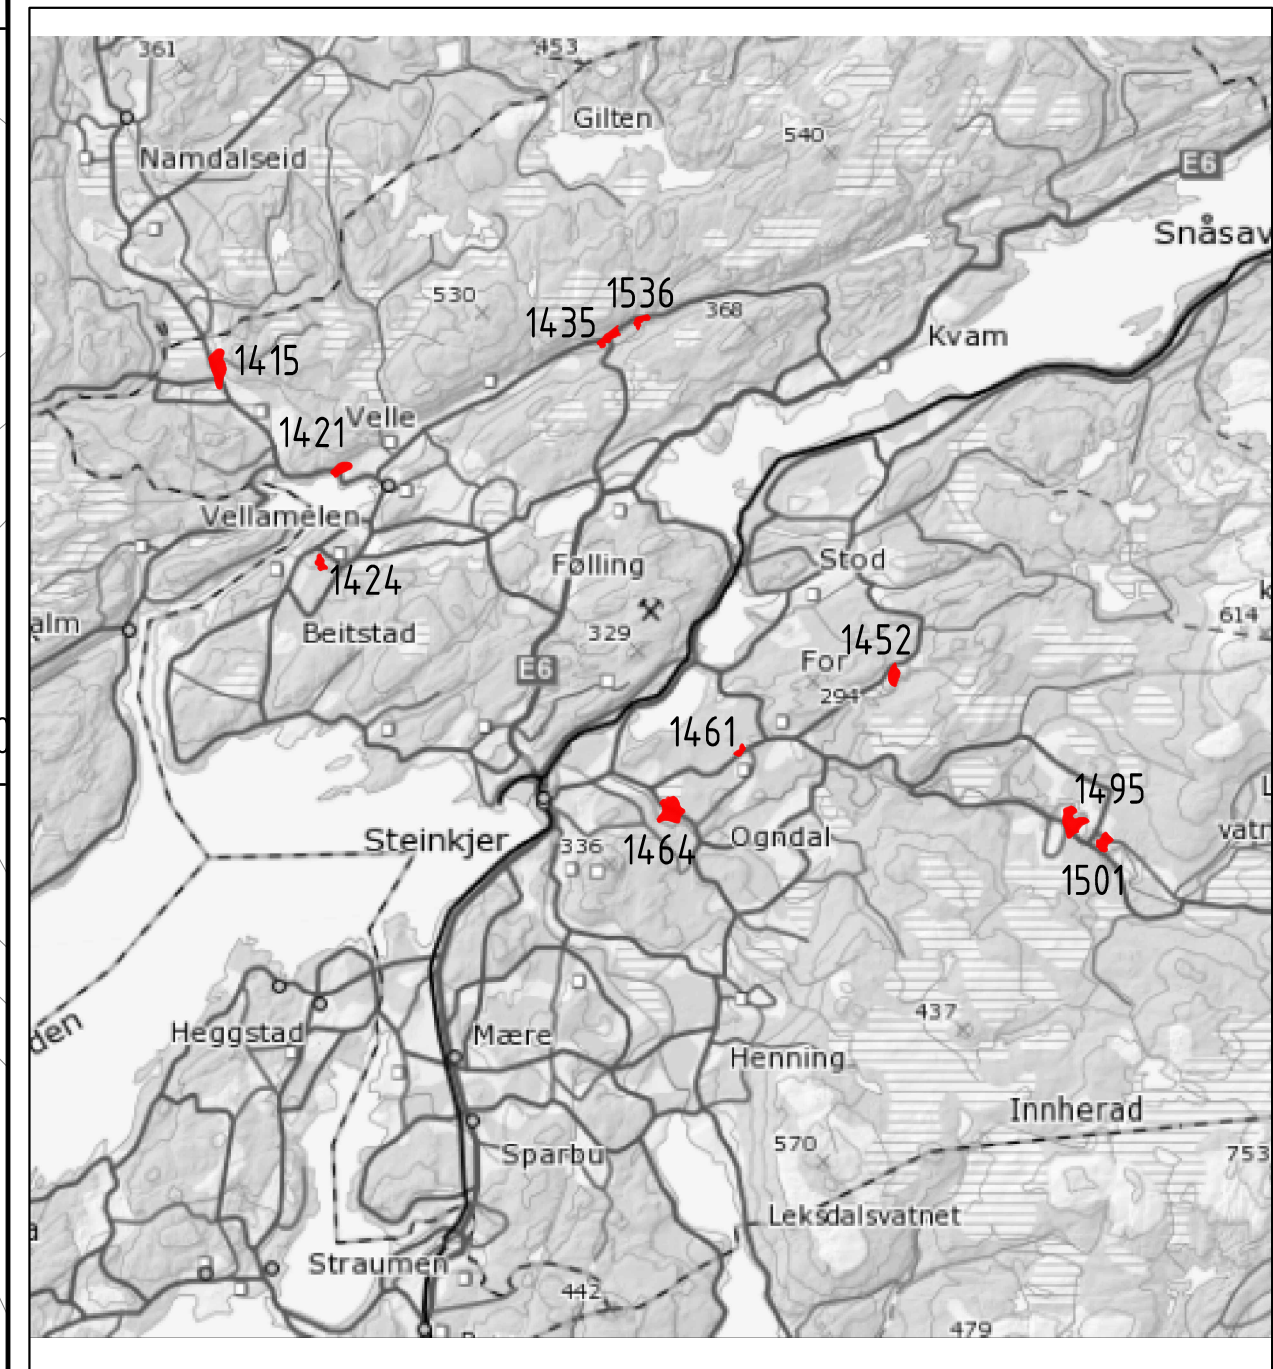 361
453
Gilten
540
Namdalseid
E6
Snåsav
530
1536
1435
368
Kvam
1415
Velle
1421
Vellamelen
Følling
Stod
1424
alm
614
Beitstad
329
1452
For
294
E6
1461
1495
Steinkjer
336
1464
Ogndal
vatn
1501
437
den
Heggstad
Mære
Henning
Innherad
570
Sparbu
753
Leksdalsvatnet
Straumen
442
479